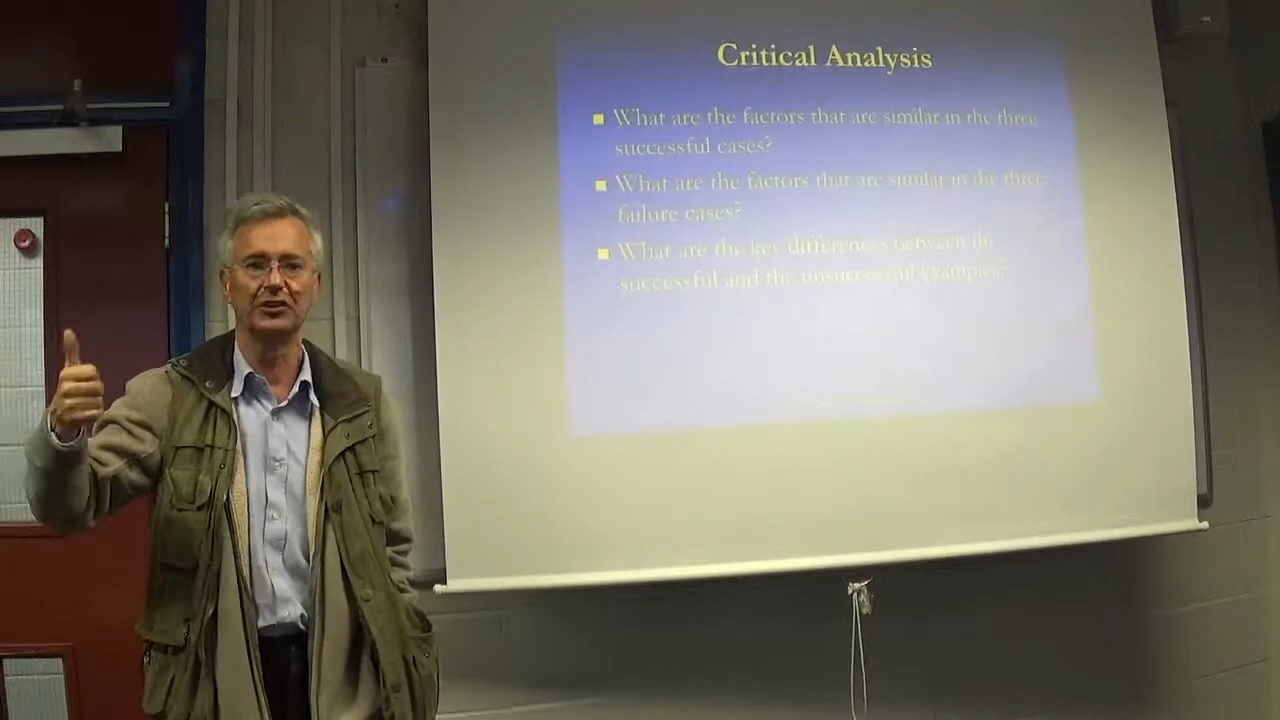 Critical Analysis
What are the factors that are similar in the three
successful cases?
What are the factors that are similar in the three
failure cases?
What are the key differences between the
successful and the unsuccessful examples?